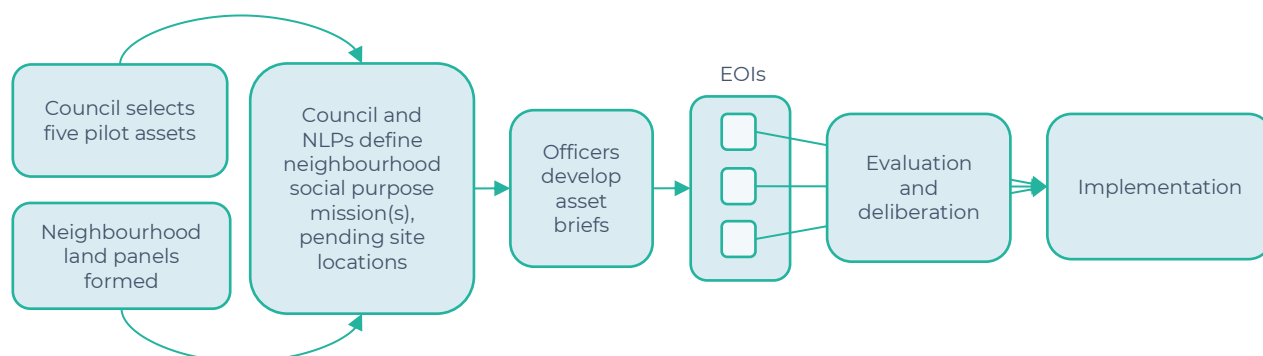 Council selects
five pilot assets
Neighbourhood
land panels
formed
Council and
NLPs define
neighbourhood
social purpose
mission(s),
pending site
locations
Officers
develop
asset
briefs
EOIs
Evaluation
and
deliberation
Implementation